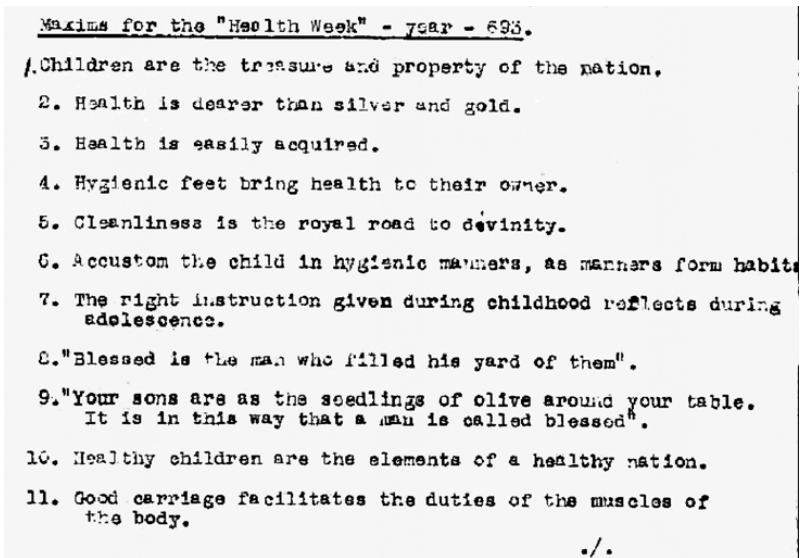 Maxims for the "Health Week" - year - 693.
1. Children are the treasure and property of the nation.
2. Health is dearer than silver and gold.
3. Health is easily acquired.
4. Hygienic feet bring health to their owner.
5. Cleanliness is the royal road to divinity.
6. Accustom the child in hygienic manners, as manners form habits
7. The right instruction given during childhood reflects during
adolescence.
8. "Blessed is the man who filled his yard of them".
9. "Your sons are as the seedlings of olive around your table.
It is in this way that a man is called blessed".
10. Healthy children are the elements of a healthy nation.
11. Good carriage facilitates the duties of the muscles of
the body.
./.